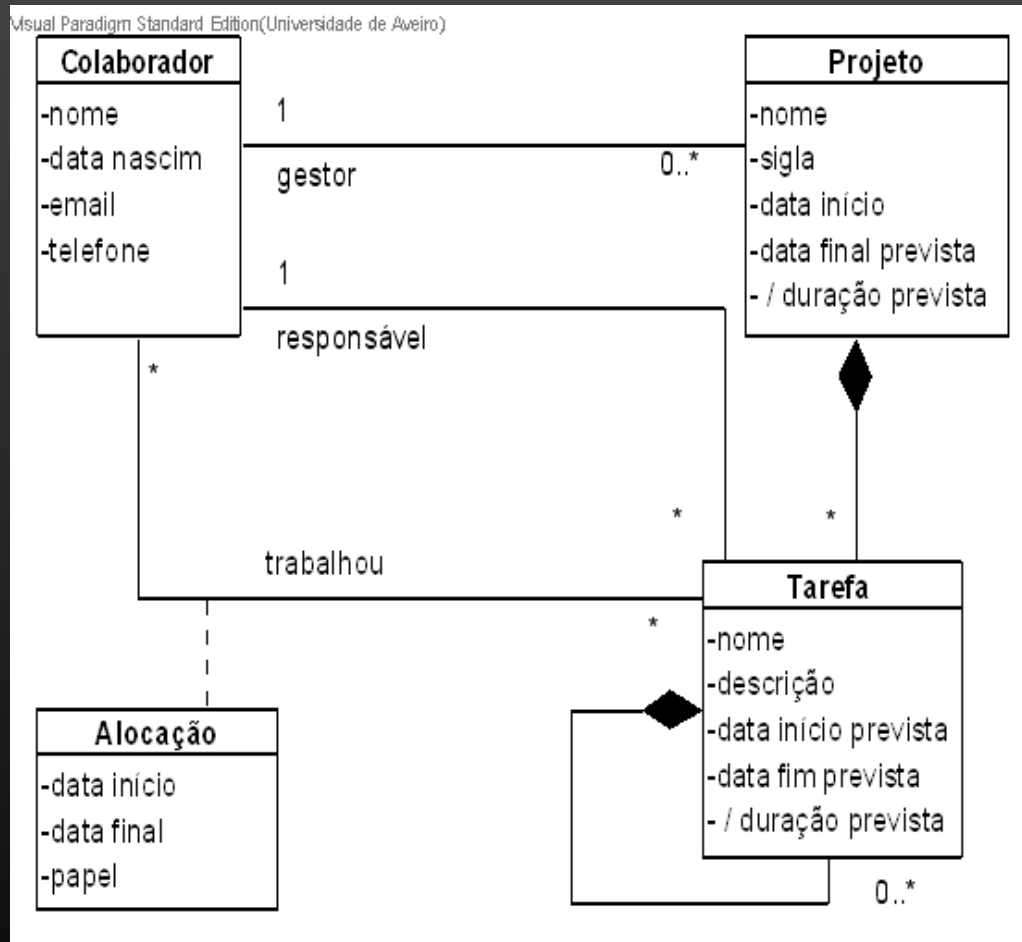 Visual Paradigm Standard Edition(Universidade de Aveiro)
Colaborador
-nome
-data nascim
-email
-telefone
Projeto
-nome
-sigla
-data início
-data final prevista
- / duração prevista
1
gestor
0..*
1
responsável
*
*
*
trabalhou
*
Tarefa
-nome
-descrição
-data início prevista
-data fim prevista
- / duração prevista
0..*
Alocação
-data início
-data final
-papel